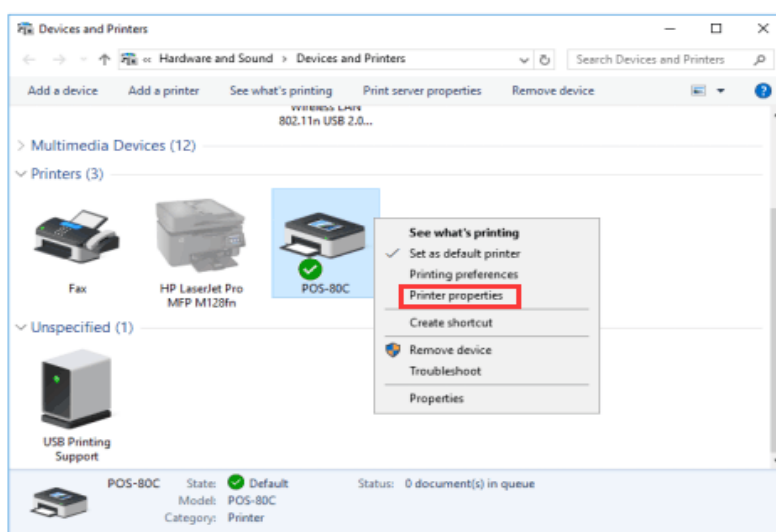 Devices and Printers
« Hardware and Sound > Devices and Printers
Search Devices and Printers
Add a device Add a printer See what's printing Print server properties Remove device
Wireless LAN
802.11n USB 2.0...
Multimedia Devices (12)
Printers (3)
Fax
HP LaserJet Pro
MFP M128fn
POS-80C
See what's printing
Set as default printer
Printing preferences
Printer properties
Create shortcut
Remove device
Troubleshoot
Properties
Unspecified (1)
USB Printing
Support
POS-80C State: Default Status: 0 document(s) in queue
Model: POS-80C
Category: Printer